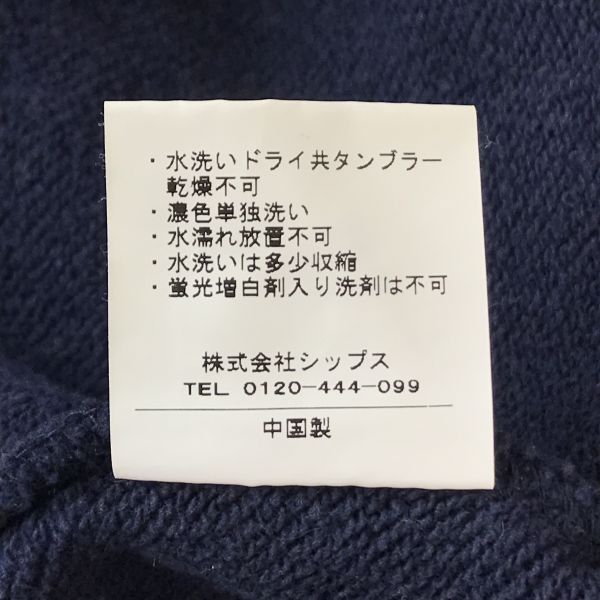 ・水洗いドライ共タンブラー
乾燥不可
・濃色単独洗い
・水濡れ放置不可
・水洗いは多少収縮
・蛍光増白剤入り洗剤は不可
株式会社シップス
TEL 0120-444-099
中国製